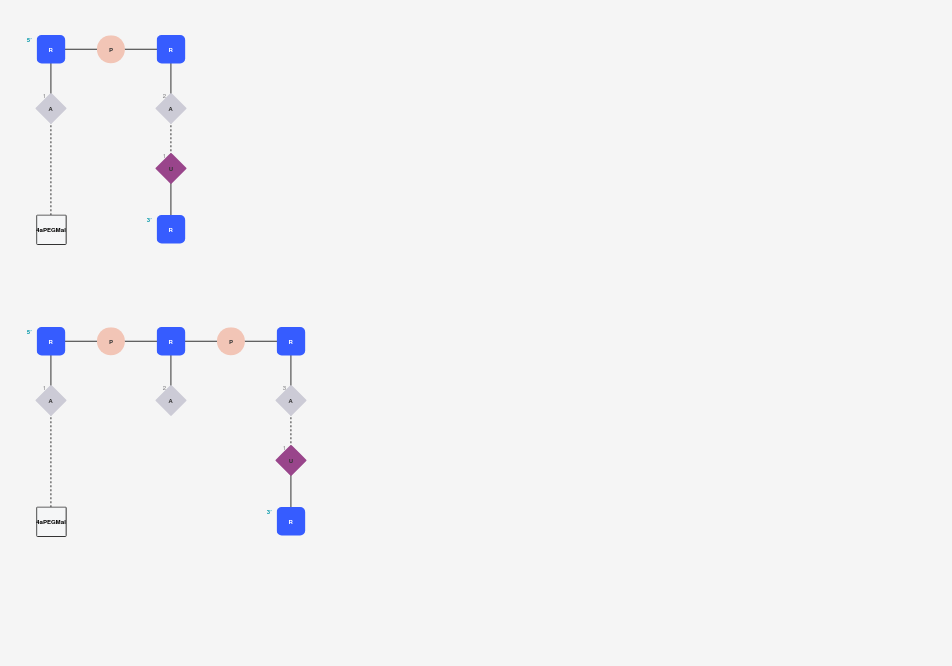 5'
R P R
1 2
A A
1
U
3'
4aPEGMal R
5'
R P R P R
1 2 3
A A A
1
U
3'
4aPEGMal R